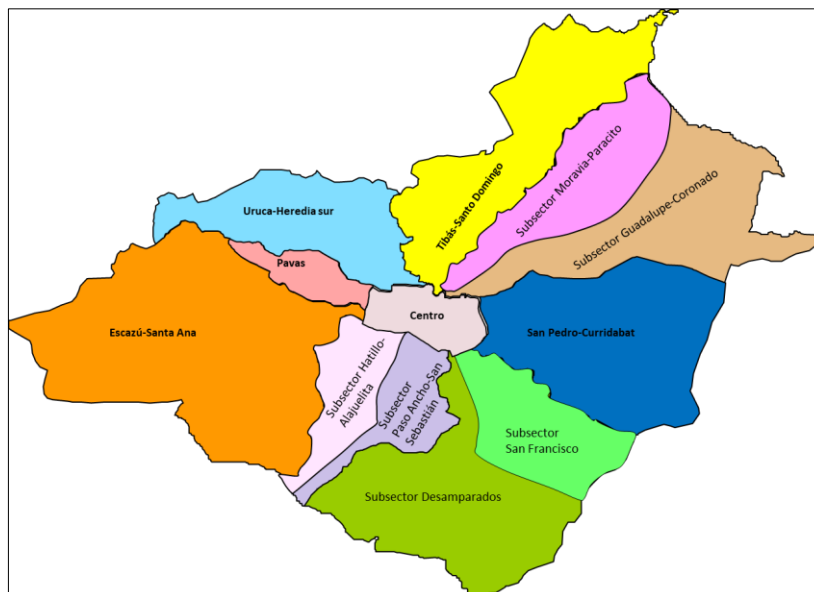 Tibás-Santo Domingo
Subsector Moravia-Paracito
Subsector Guadalupe-Coronado
Uruca-Heredia sur
Pavas
Centro
Escazú-Santa Ana
San Pedro-Curridabat
Subsector Hatillo-
Alajuelita
Subsector
Paso Ancho-San
Sebastián
Subsector
San Francisco
Subsector Desamparados